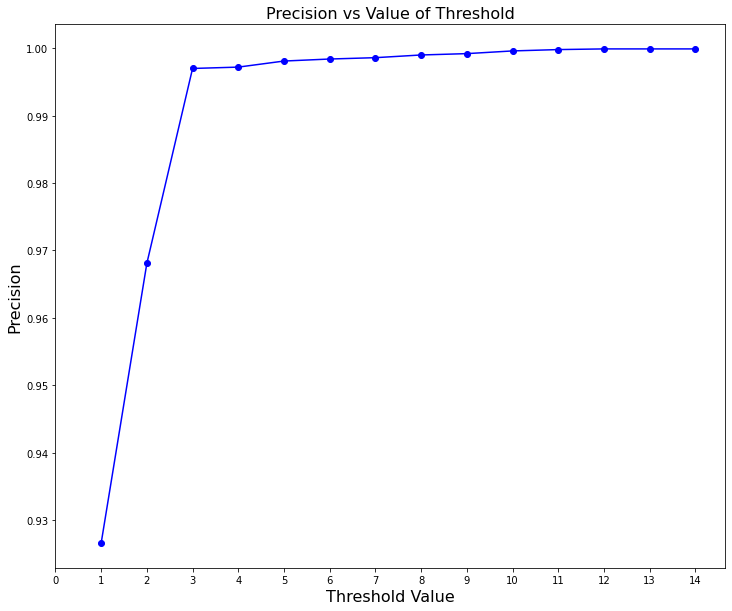 Precision vs Value of Threshold
1.00
0.99
0.98
0.97
0.96
0.95
0.94
0.93
Precision
0 1 2 3 4 5 6 7 8 9 10 11 12 13 14
Threshold Value